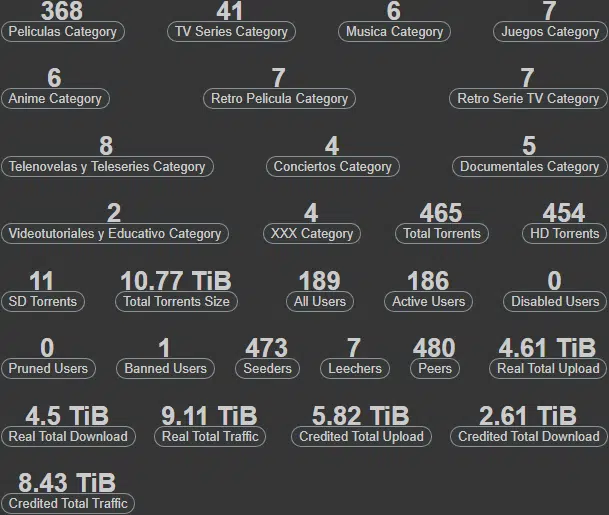 368 41 6 7
Peliculas Category TV Series Category Musica Category Juegos Category
6 7 7
Anime Category Retro Pelicula Category Retro Serie TV Category
8 4 5
Telenovelas y Teleseries Category Conciertos Category Documentales Category
2 4 465 454
Videotutoriales y Educativo Category XXX Category Total Torrents HD Torrents
11 10.77 TiB 189 186 0
SD Torrents Total Torrents Size All Users Active Users Disabled Users
0 1 473 7 480 4.61 TiB
Pruned Users Banned Users Seeders Leechers Peers Real Total Upload
4.5 TiB 9.11 TiB 5.82 TiB 2.61 TiB
Real Total Download Real Total Traffic Credited Total Upload Credited Total Download
8.43 TiB
Credited Total Traffic